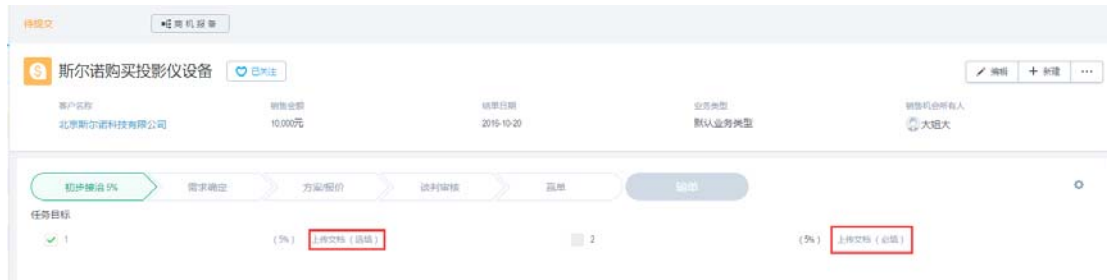 待提交 商机报备
斯尔诺购买投影仪设备 已关注 编辑 + 新建 ...
客户名称 销售金额 结单日期 业务类型 销售机会所有人
北京斯尔诺科技有限公司 10,000元 2016-10-20 默认业务类型 大姐大
初步接洽 5% 需求确定 方案/报价 谈判审核 赢单 输单
任务目标
1 (5%) 上传文档（选填） 2 (5%) 上传文档（必填）